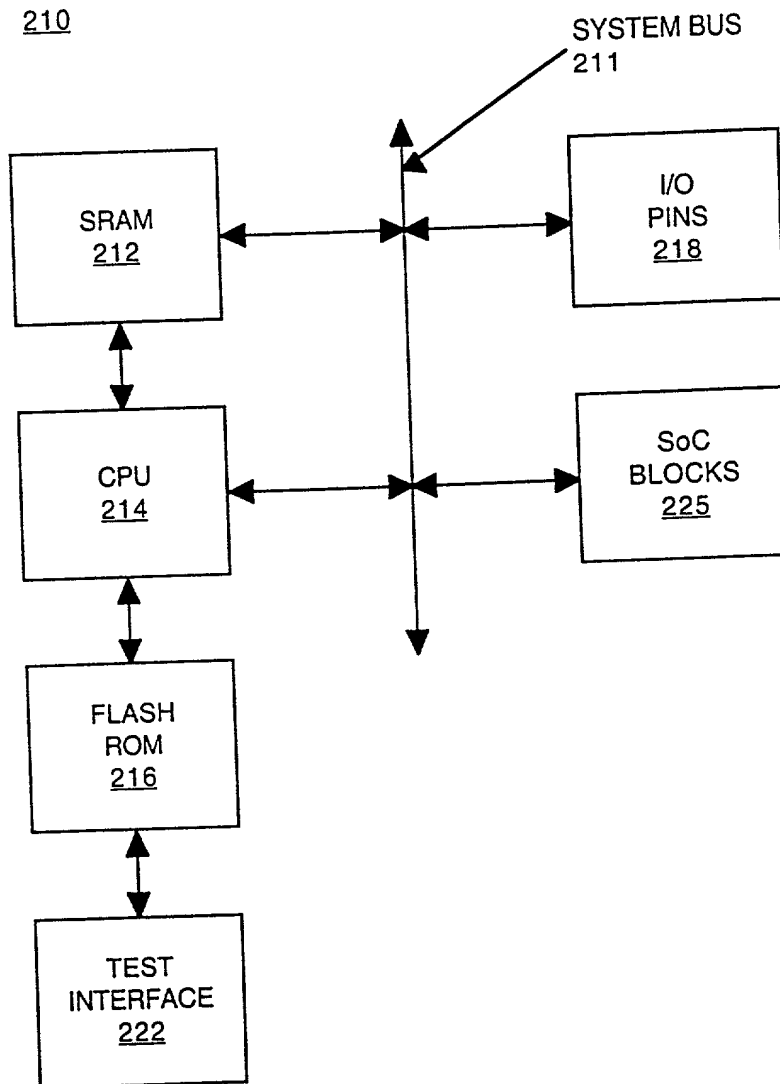 210
SYSTEM BUS
211
SRAM
212
I/O
PINS
218
CPU
214
SoC
BLOCKS
225
FLASH
ROM
216
TEST
INTERFACE
222